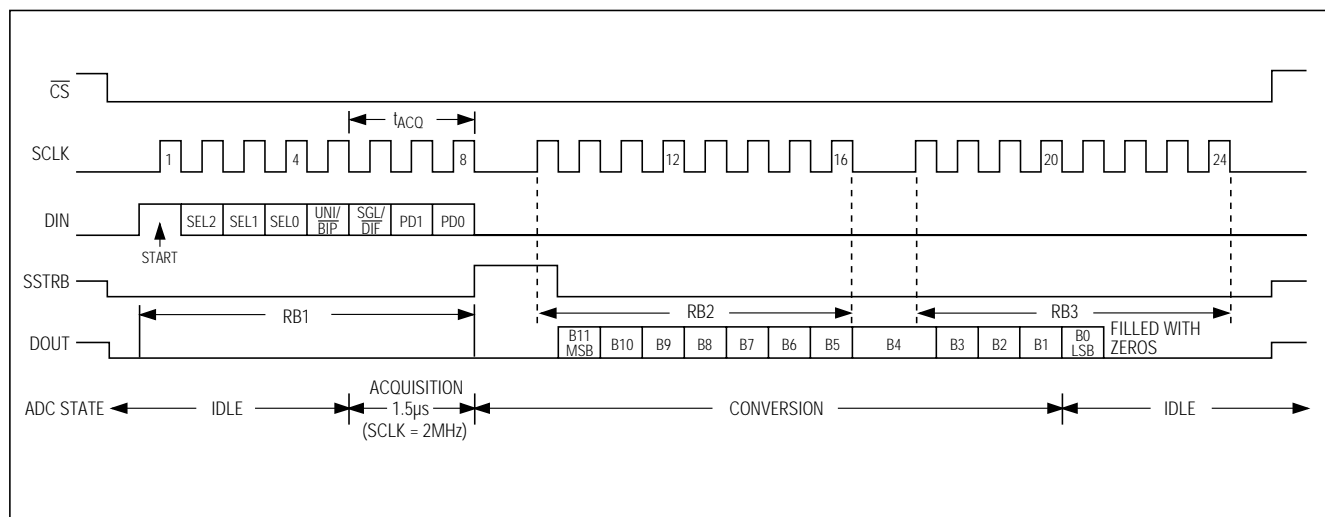 CS
tACQ
SCLK 1 4 8 12 16 20 24
DIN SEL2 SEL1 SEL0 UNI/ BIP SGL/ DIF PD1 PD0
START
SSTRB
RB1 RB2 RB3
DOUT B11 MSB B10 B9 B8 B7 B6 B5 B4 B3 B2 B1 B0 LSB FILLED WITH ZEROS
ADC STATE IDLE ACQUISITION 1.5µs (SCLK = 2MHz) CONVERSION IDLE